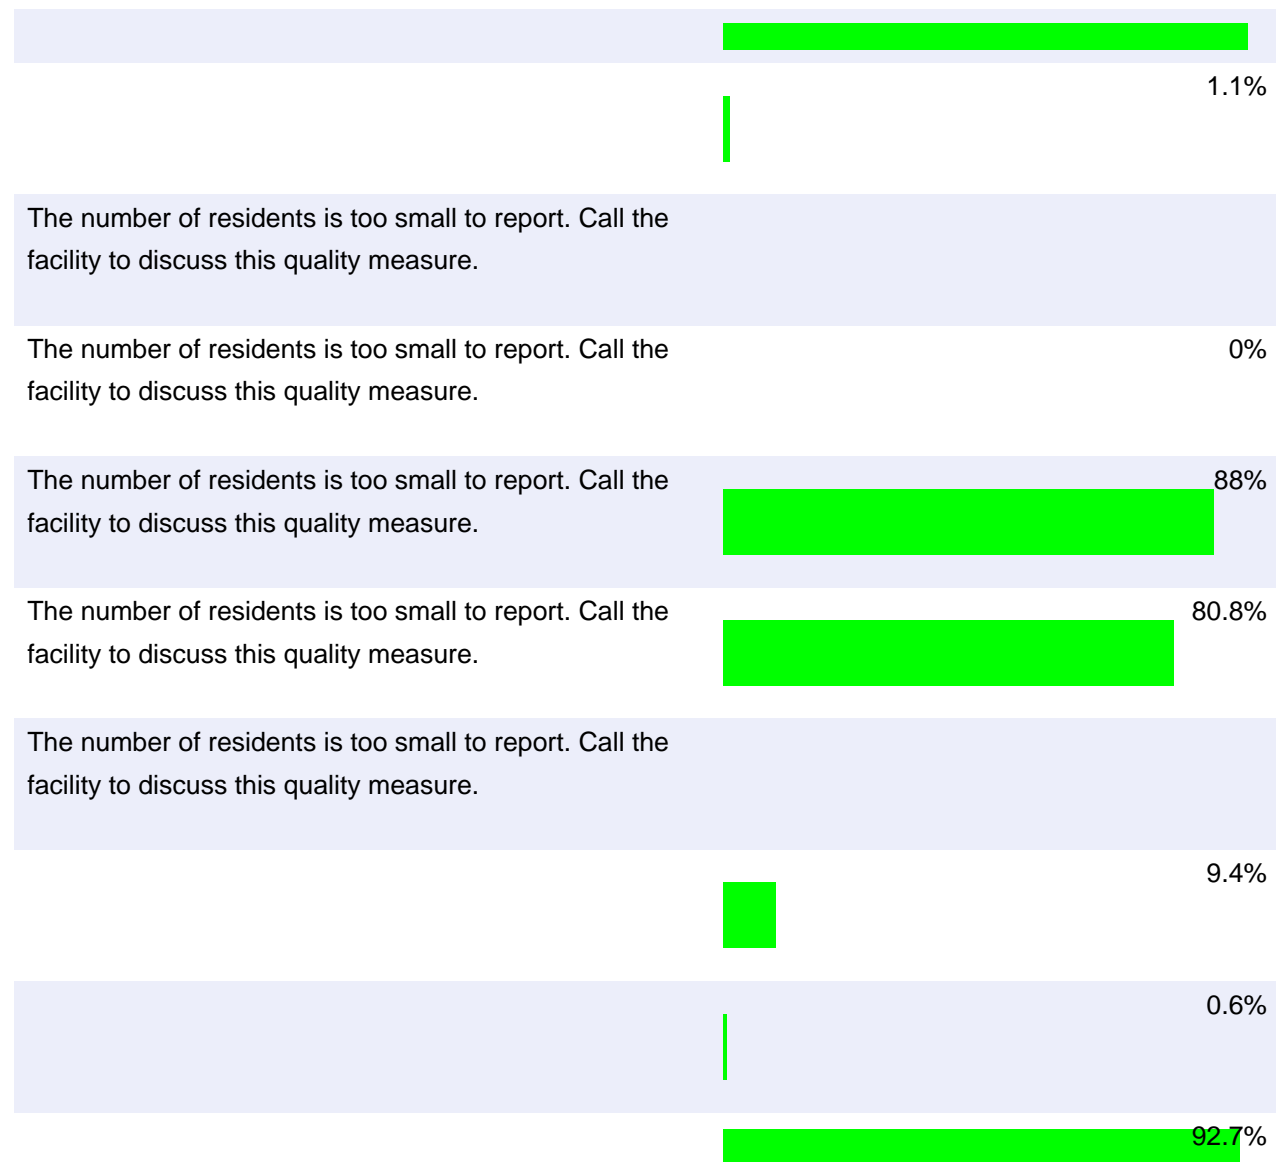 1.1%
The number of residents is too small to report. Call the
facility to discuss this quality measure.
The number of residents is too small to report. Call the
0%
facility to discuss this quality measure.
The number of residents is too small to report. Call the
88%
facility to discuss this quality measure.
The number of residents is too small to report. Call the
80.8%
facility to discuss this quality measure.
The number of residents is too small to report. Call the
facility to discuss this quality measure.
9.4%
0.6%
92.7%